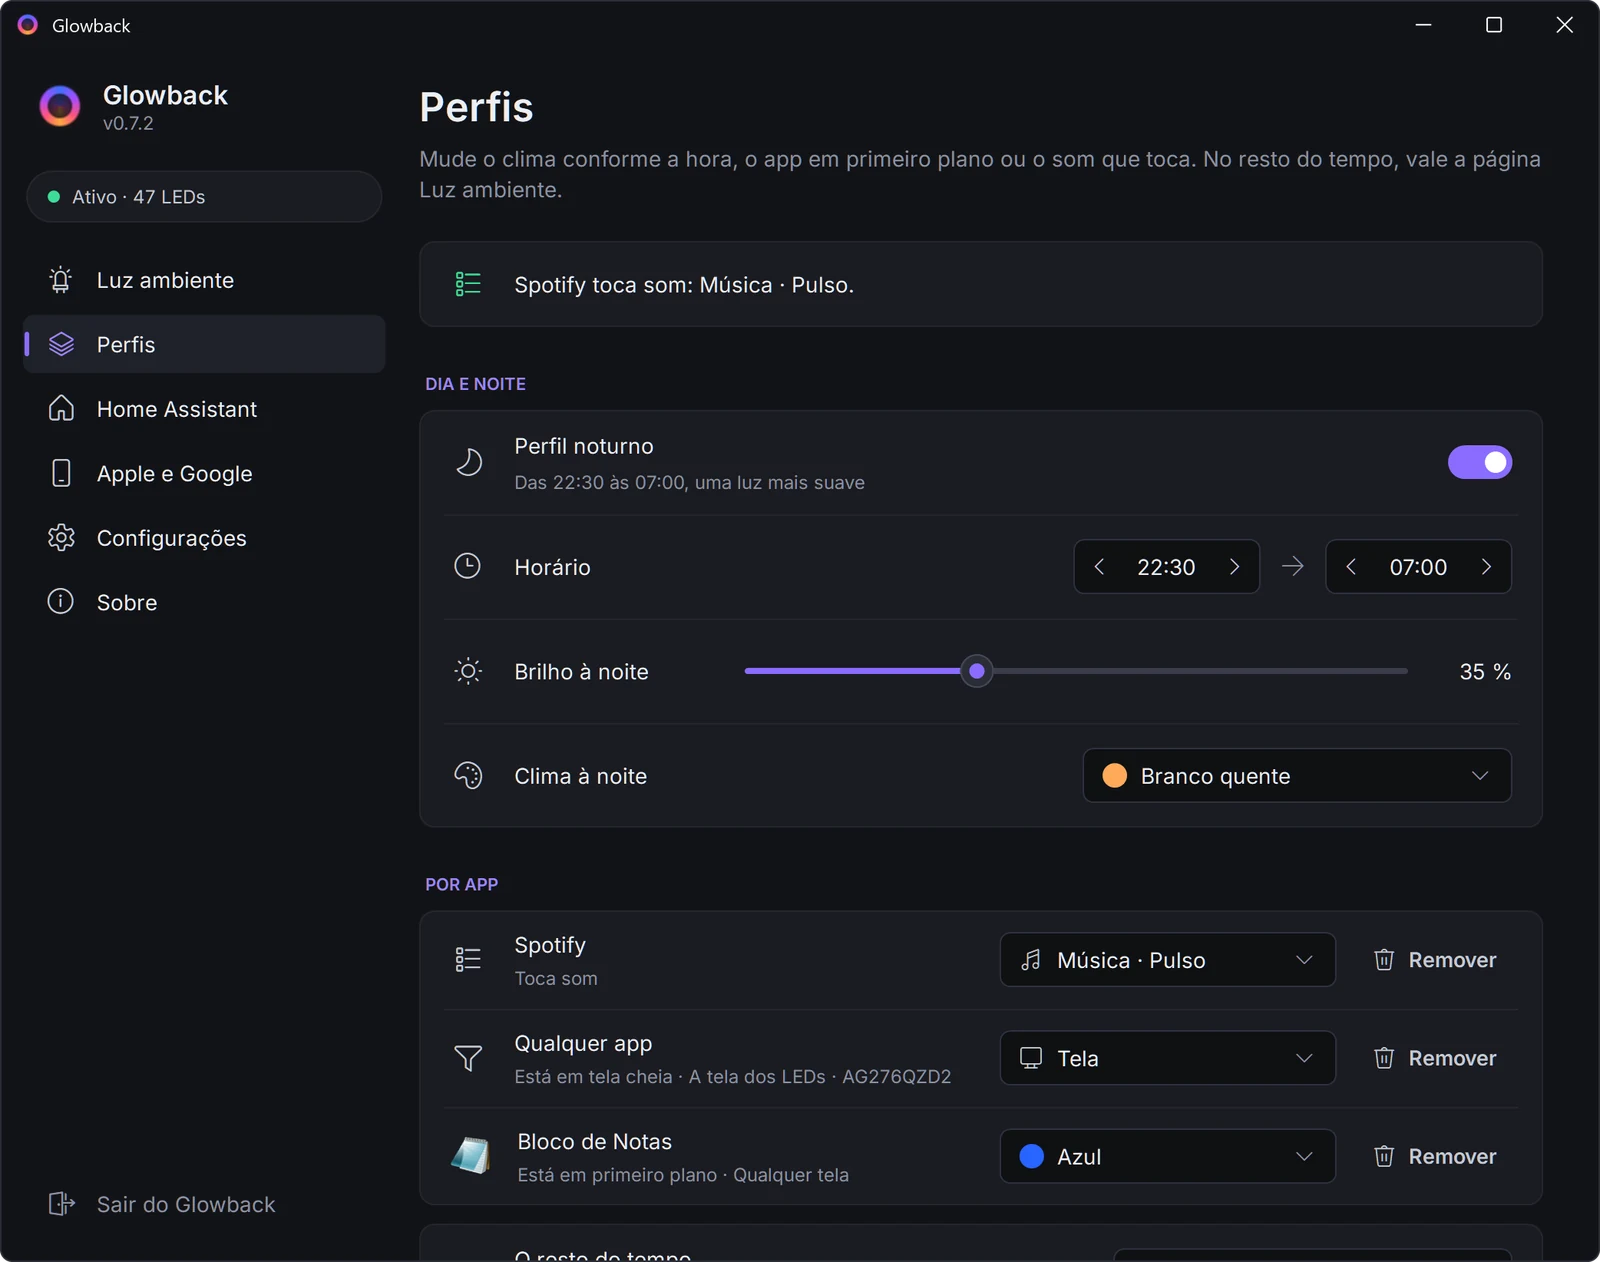 Glowback
Glowback
v0.7.2
Ativo · 47 LEDs
Luz ambiente
Perfis
Home Assistant
Apple e Google
Configurações
Sobre
Sair do Glowback
Perfis
Mude o clima conforme a hora, o app em primeiro plano ou o som que toca. No resto do tempo, vale a página
Luz ambiente.
Spotify toca som: Música · Pulso.
DIA E NOITE
Perfil noturno
Das 22:30 às 07:00, uma luz mais suave
Horário
22:30
07:00
Brilho à noite
35 %
Clima à noite
Branco quente
POR APP
Spotify
Toca som
Música · Pulso
Remover
Qualquer app
Está em tela cheia · A tela dos LEDs · AG276QZD2
Tela
Remover
Bloco de Notas
Está em primeiro plano · Qualquer tela
Azul
Remover
O resto do tempo